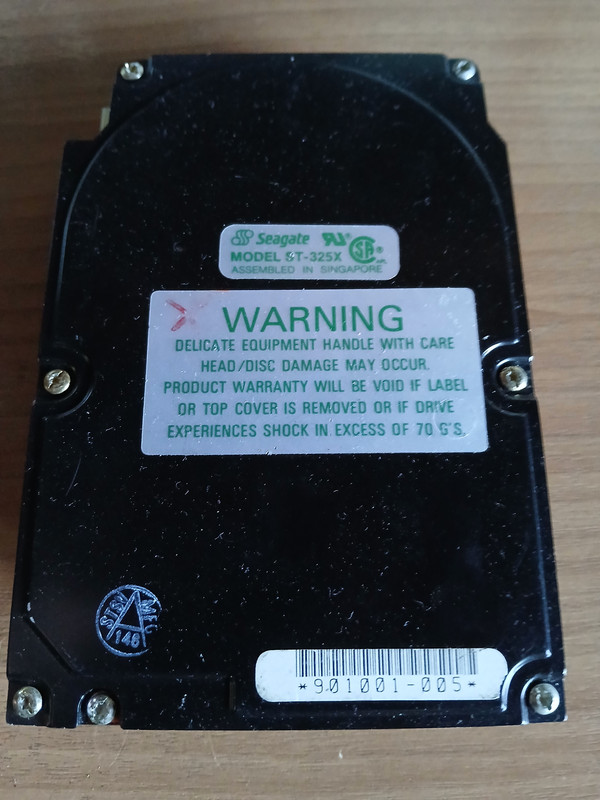 Seagate
MODEL ST-325X
ASSEMBLED IN SINGAPORE
WARNING
DELICATE EQUIPMENT HANDLE WITH CARE
HEAD/DISC DAMAGE MAY OCCUR.
PRODUCT WARRANTY WILL BE VOID IF LABEL
OR TOP COVER IS REMOVED OR IF DRIVE
EXPERIENCES SHOCK IN EXCESS OF 70 G'S.
MFG
146
*901001-005*